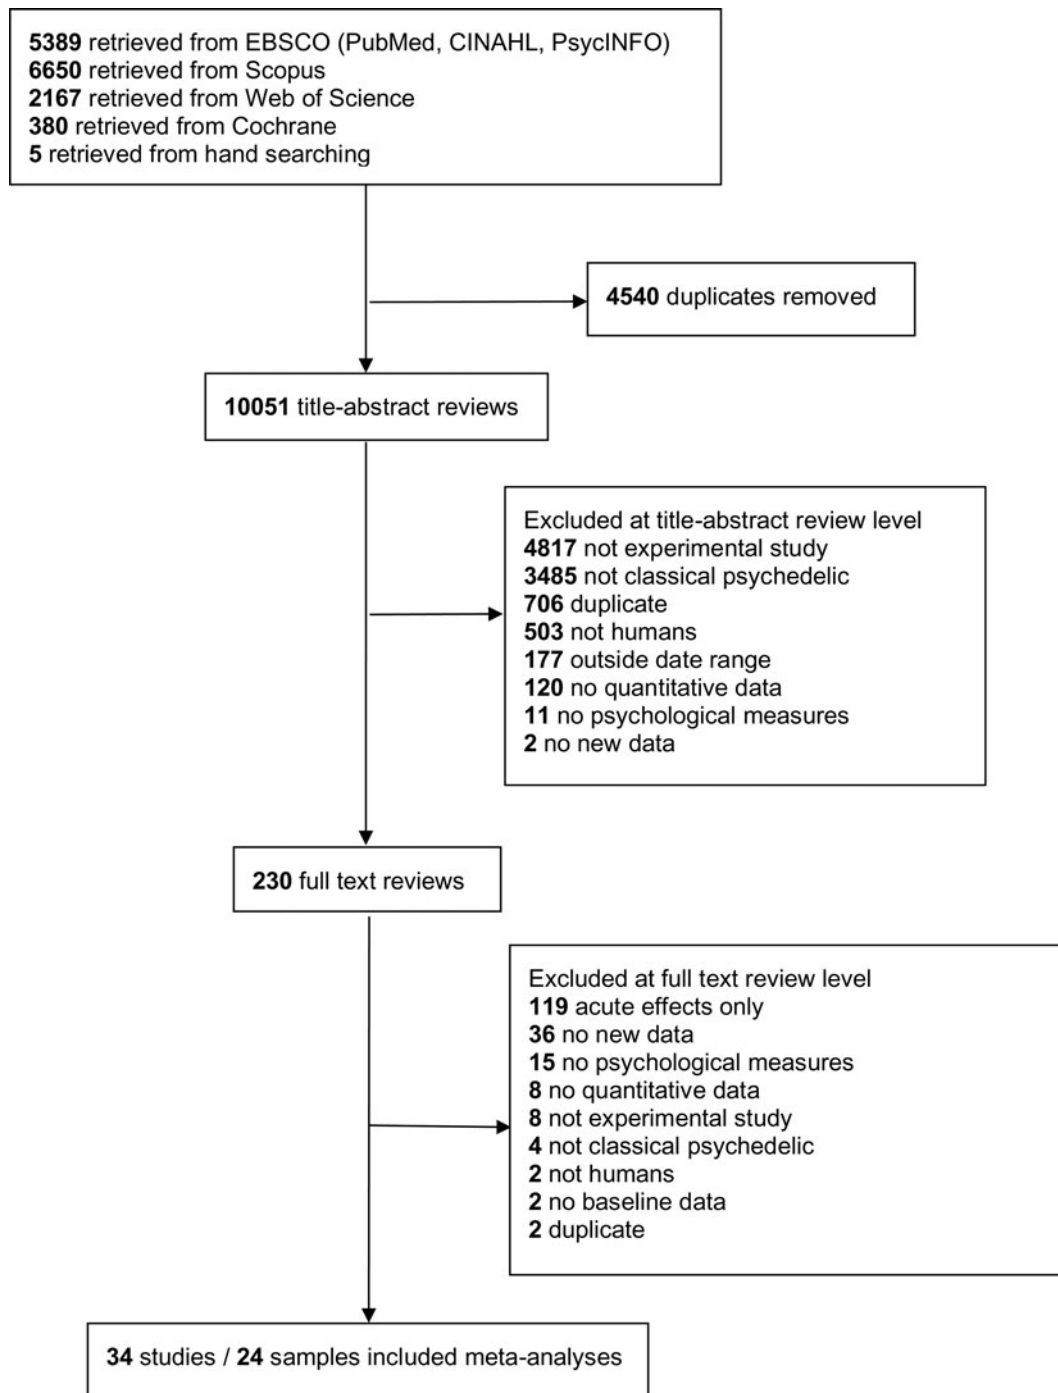 5389 retrieved from EBSCO (PubMed, CINAHL, PsycINFO)
6650 retrieved from Scopus
2167 retrieved from Web of Science
380 retrieved from Cochrane
5 retrieved from hand searching
4540 duplicates removed
10051 title-abstract reviews
Excluded at title-abstract review level
4817 not experimental study
3485 not classical psychedelic
706 duplicate
503 not humans
177 outside date range
120 no quantitative data
11 no psychological measures
2 no new data
230 full text reviews
Excluded at full text review level
119 acute effects only
36 no new data
15 no psychological measures
8 no quantitative data
8 not experimental study
4 not classical psychedelic
2 not humans
2 no baseline data
2 duplicate
34 studies / 24 samples included meta-analyses